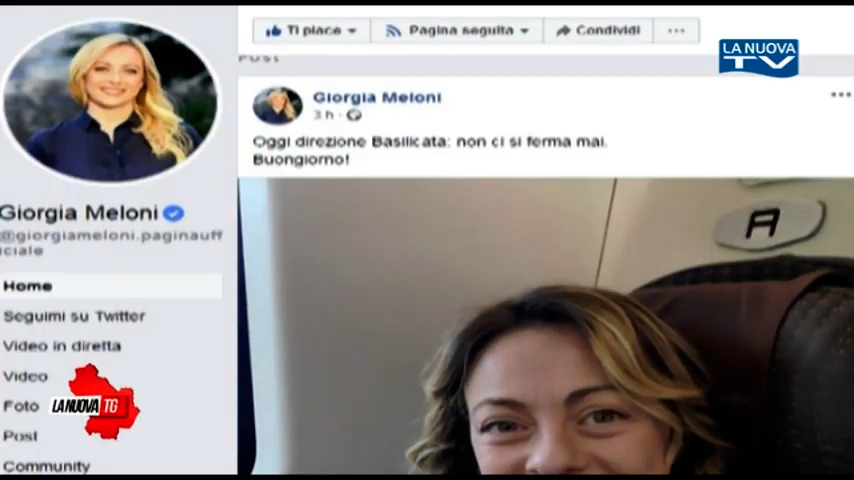 Ti piace
Pagina seguita
Condividi
LA NUOVA
TV
Post
Giorgia Meloni
3 h
Oggi direzione Basilicata: non ci si ferma mai.
Buongiorno!
A
Giorgia Meloni
@giorgiameloni.paginauff
iciale
Home
Seguimi su Twitter
Video in diretta
Video
Foto
LA NUOVA TG
Post
Community